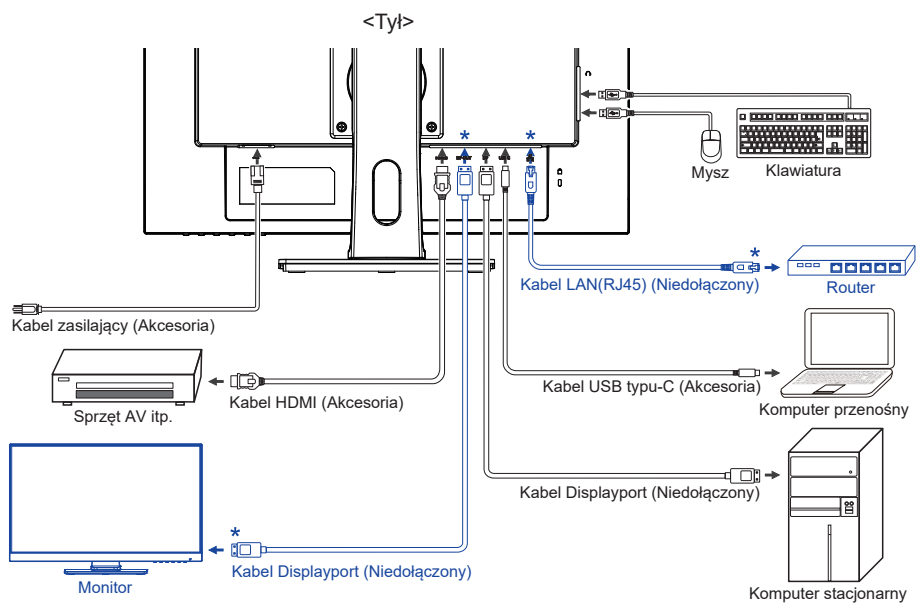 <Tył>
Mysz
Klawiatura
*
*
*
Kabel LAN(RJ45) (Niedołączony)
Router
Kabel zasilający (Akcesoria)
Kabel HDMI (Akcesoria)
Sprzęt AV itp.
Kabel USB typu-C (Akcesoria)
Komputer przenośny
Kabel Displayport (Niedołączony)
*
Kabel Displayport (Niedołączony)
Monitor
Komputer stacjonarny